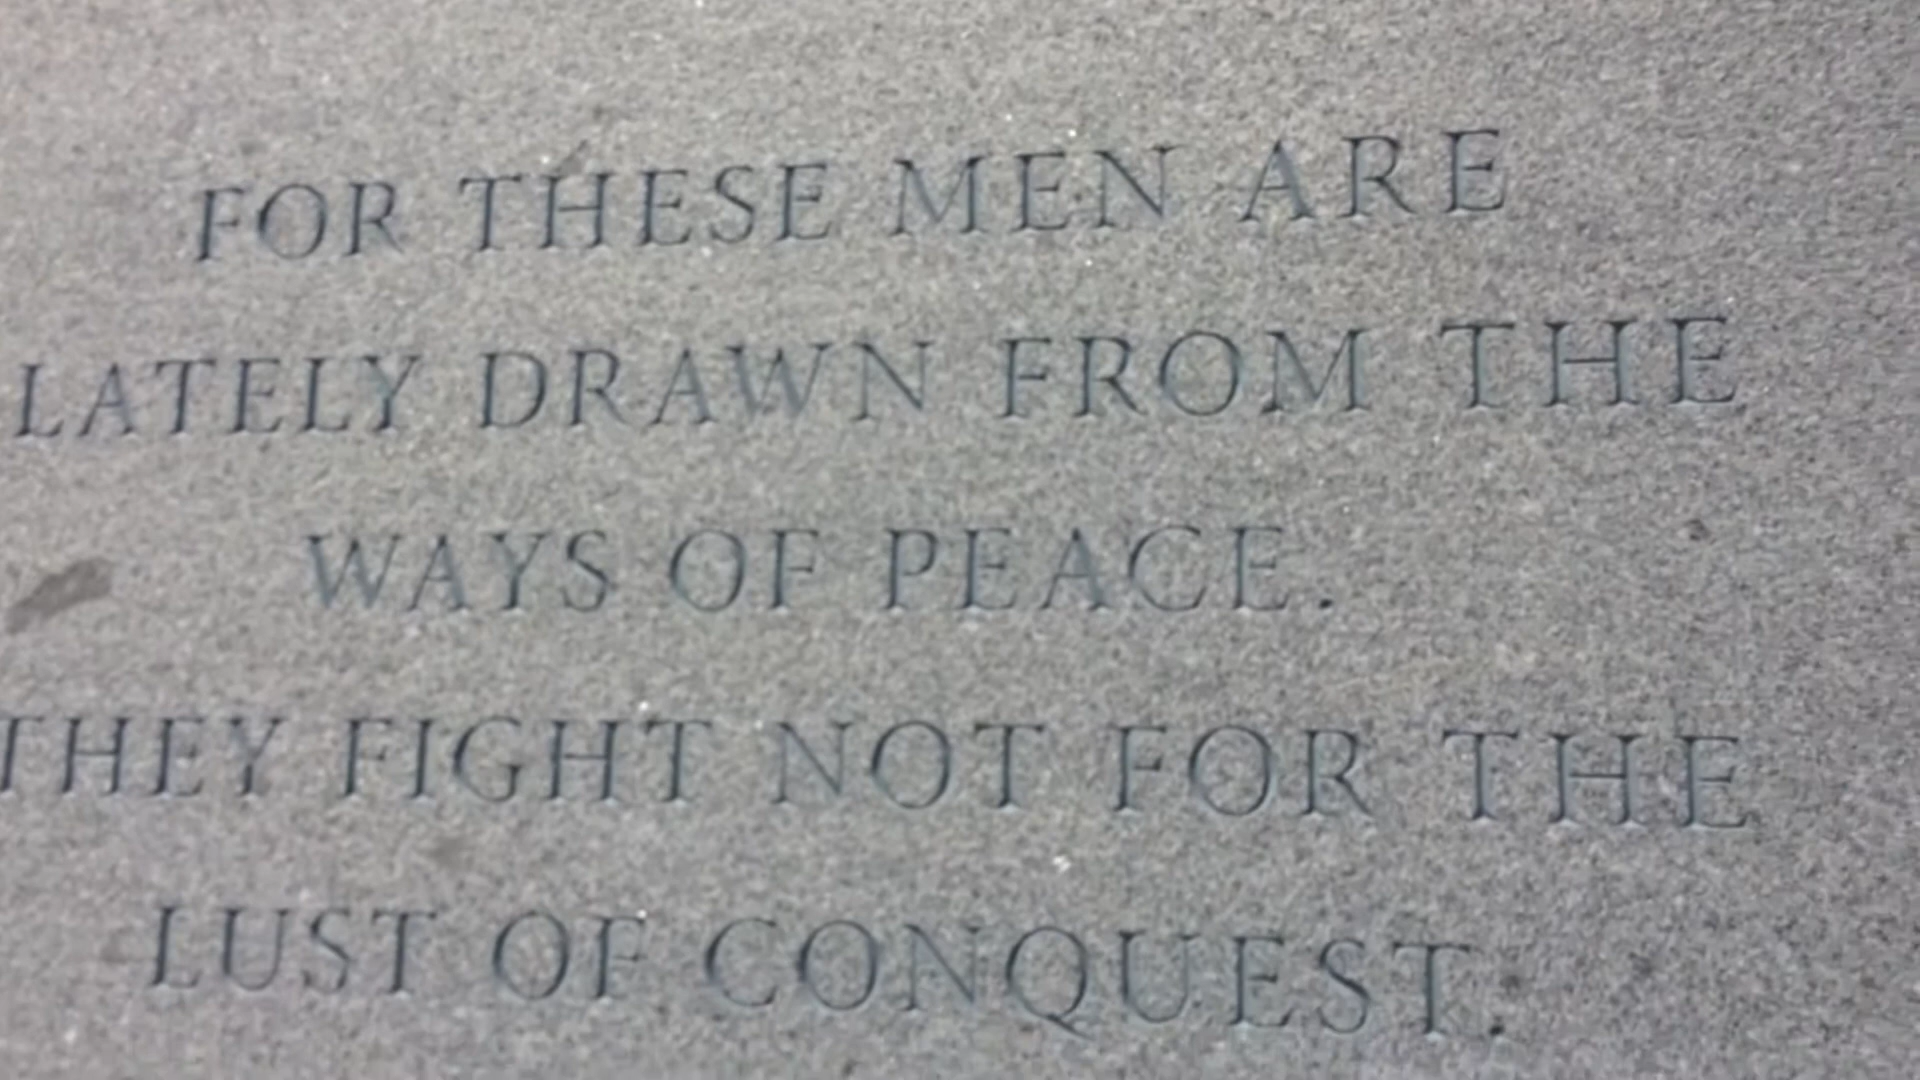 FOR THESE MEN ARE
LATELY DRAWN FROM THE
WAYS OF PEACE.
THEY FIGHT NOT FOR THE
LUST OF CONQUEST.